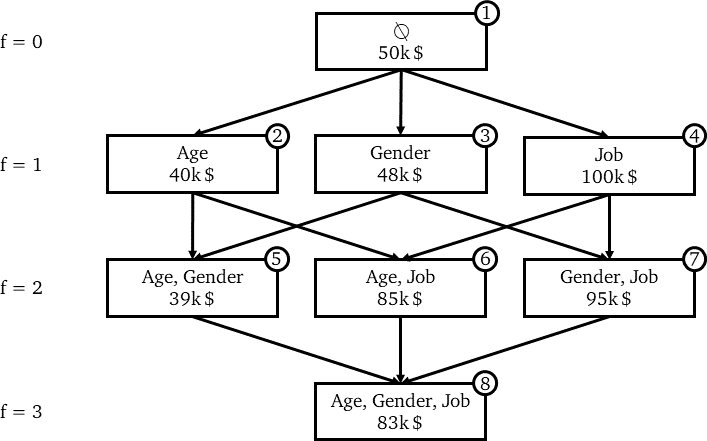 1
f = 0
∅
50k $
2
3
4
f = 1
Age
40k $
Gender
48k $
Job
100k $
5
6
7
f = 2
Age, Gender
39k $
Age, Job
85k $
Gender, Job
95k $
8
f = 3
Age, Gender, Job
83k $